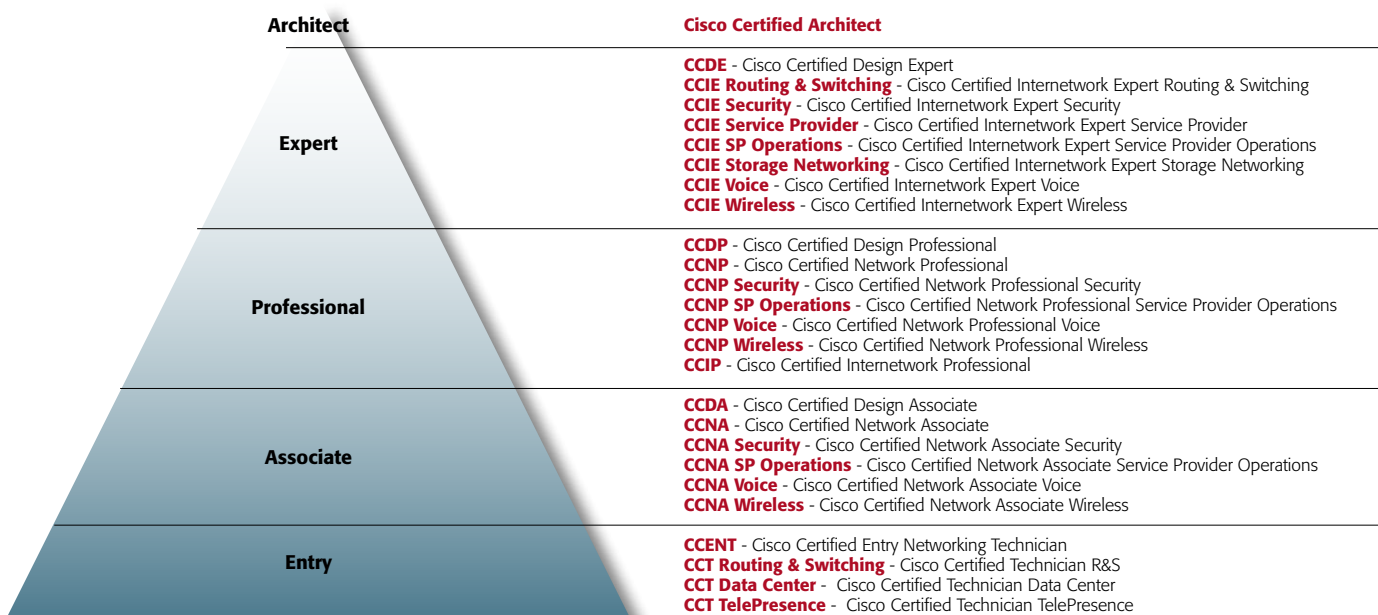 Architect
Cisco Certified Architect
Expert
CCDE - Cisco Certified Design Expert
CCIE Routing & Switching - Cisco Certified Internetwork Expert Routing & Switching
CCIE Security - Cisco Certified Internetwork Expert Security
CCIE Service Provider - Cisco Certified Internetwork Expert Service Provider
CCIE SP Operations - Cisco Certified Internetwork Expert Service Provider Operations
CCIE Storage Networking - Cisco Certified Internetwork Expert Storage Networking
CCIE Voice - Cisco Certified Internetwork Expert Voice
CCIE Wireless - Cisco Certified Internetwork Expert Wireless
Professional
CCDP - Cisco Certified Design Professional
CCNP - Cisco Certified Network Professional
CCNP Security - Cisco Certified Network Professional Security
CCNP SP Operations - Cisco Certified Network Professional Service Provider Operations
CCNP Voice - Cisco Certified Network Professional Voice
CCNP Wireless - Cisco Certified Network Professional Wireless
CCIP - Cisco Certified Internetwork Professional
Associate
CCDA - Cisco Certified Design Associate
CCNA - Cisco Certified Network Associate
CCNA Security - Cisco Certified Network Associate Security
CCNA SP Operations - Cisco Certified Network Associate Service Provider Operations
CCNA Voice - Cisco Certified Network Associate Voice
CCNA Wireless - Cisco Certified Network Associate Wireless
Entry
CCENT - Cisco Certified Entry Networking Technician
CCT Routing & Switching - Cisco Certified Technician R&S
CCT Data Center - Cisco Certified Technician Data Center
CCT TelePresence - Cisco Certified Technician TelePresence